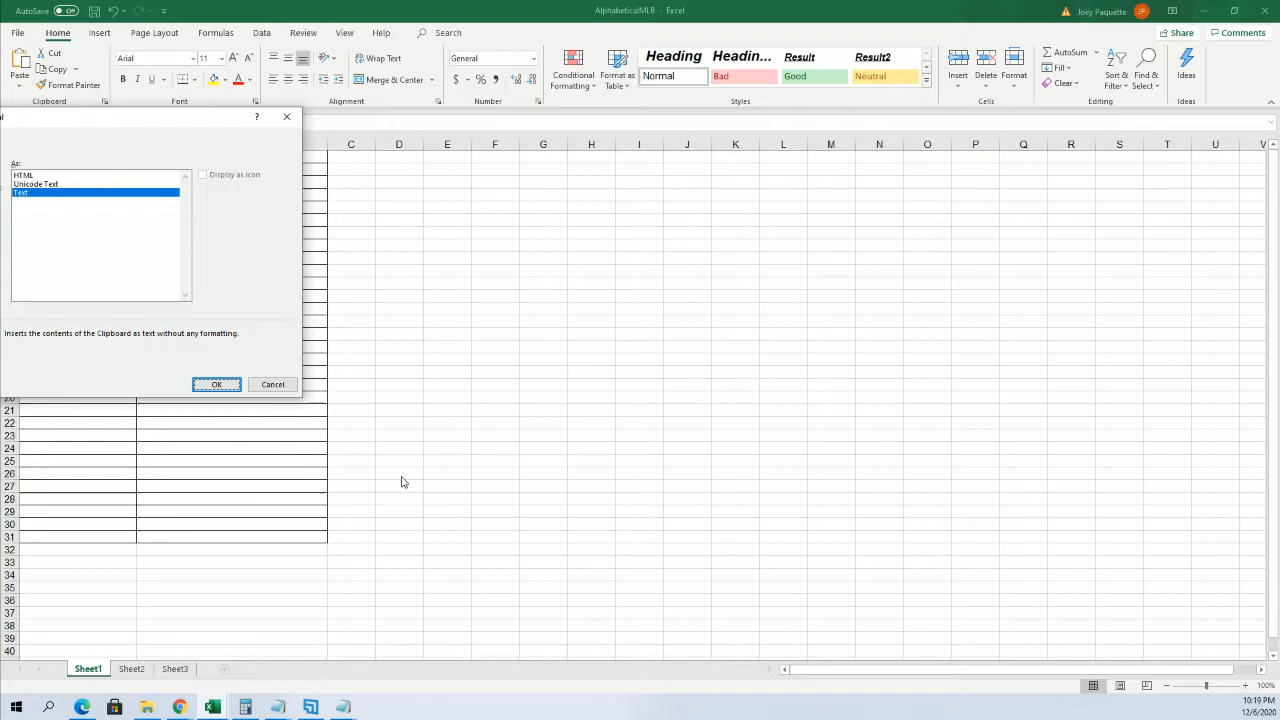 AutoSave Off
AlphabeticalMLB - Excel
Joey Paquette JP
File Home Insert Page Layout Formulas Data Review View Help Search
Share Comments
Paste
Cut
Copy
Format Painter
Clipboard
Arial 11
B I U
Font
Wrap Text
Merge & Center
Alignment
General
$ % ,
Number
Conditional Formatting
Format as Table
Heading Headin... Result Result2
Normal Bad Good Neutral
Styles
Insert Delete Format
Cells
AutoSum
Fill
Clear
Sort & Filter
Find & Select
Editing
Ideas
Ideas
?
As:
HTML
Unicode Text
Text
Display as icon
Inserts the contents of the Clipboard as text without any formatting.
OK Cancel
C D E F G H I J K L M N O P Q R S T U V
20
21
22
23
24
25
26
27
28
29
30
31
32
33
34
35
36
37
38
39
40
Sheet1 Sheet2 Sheet3
100%
10:19 PM
12/6/2020